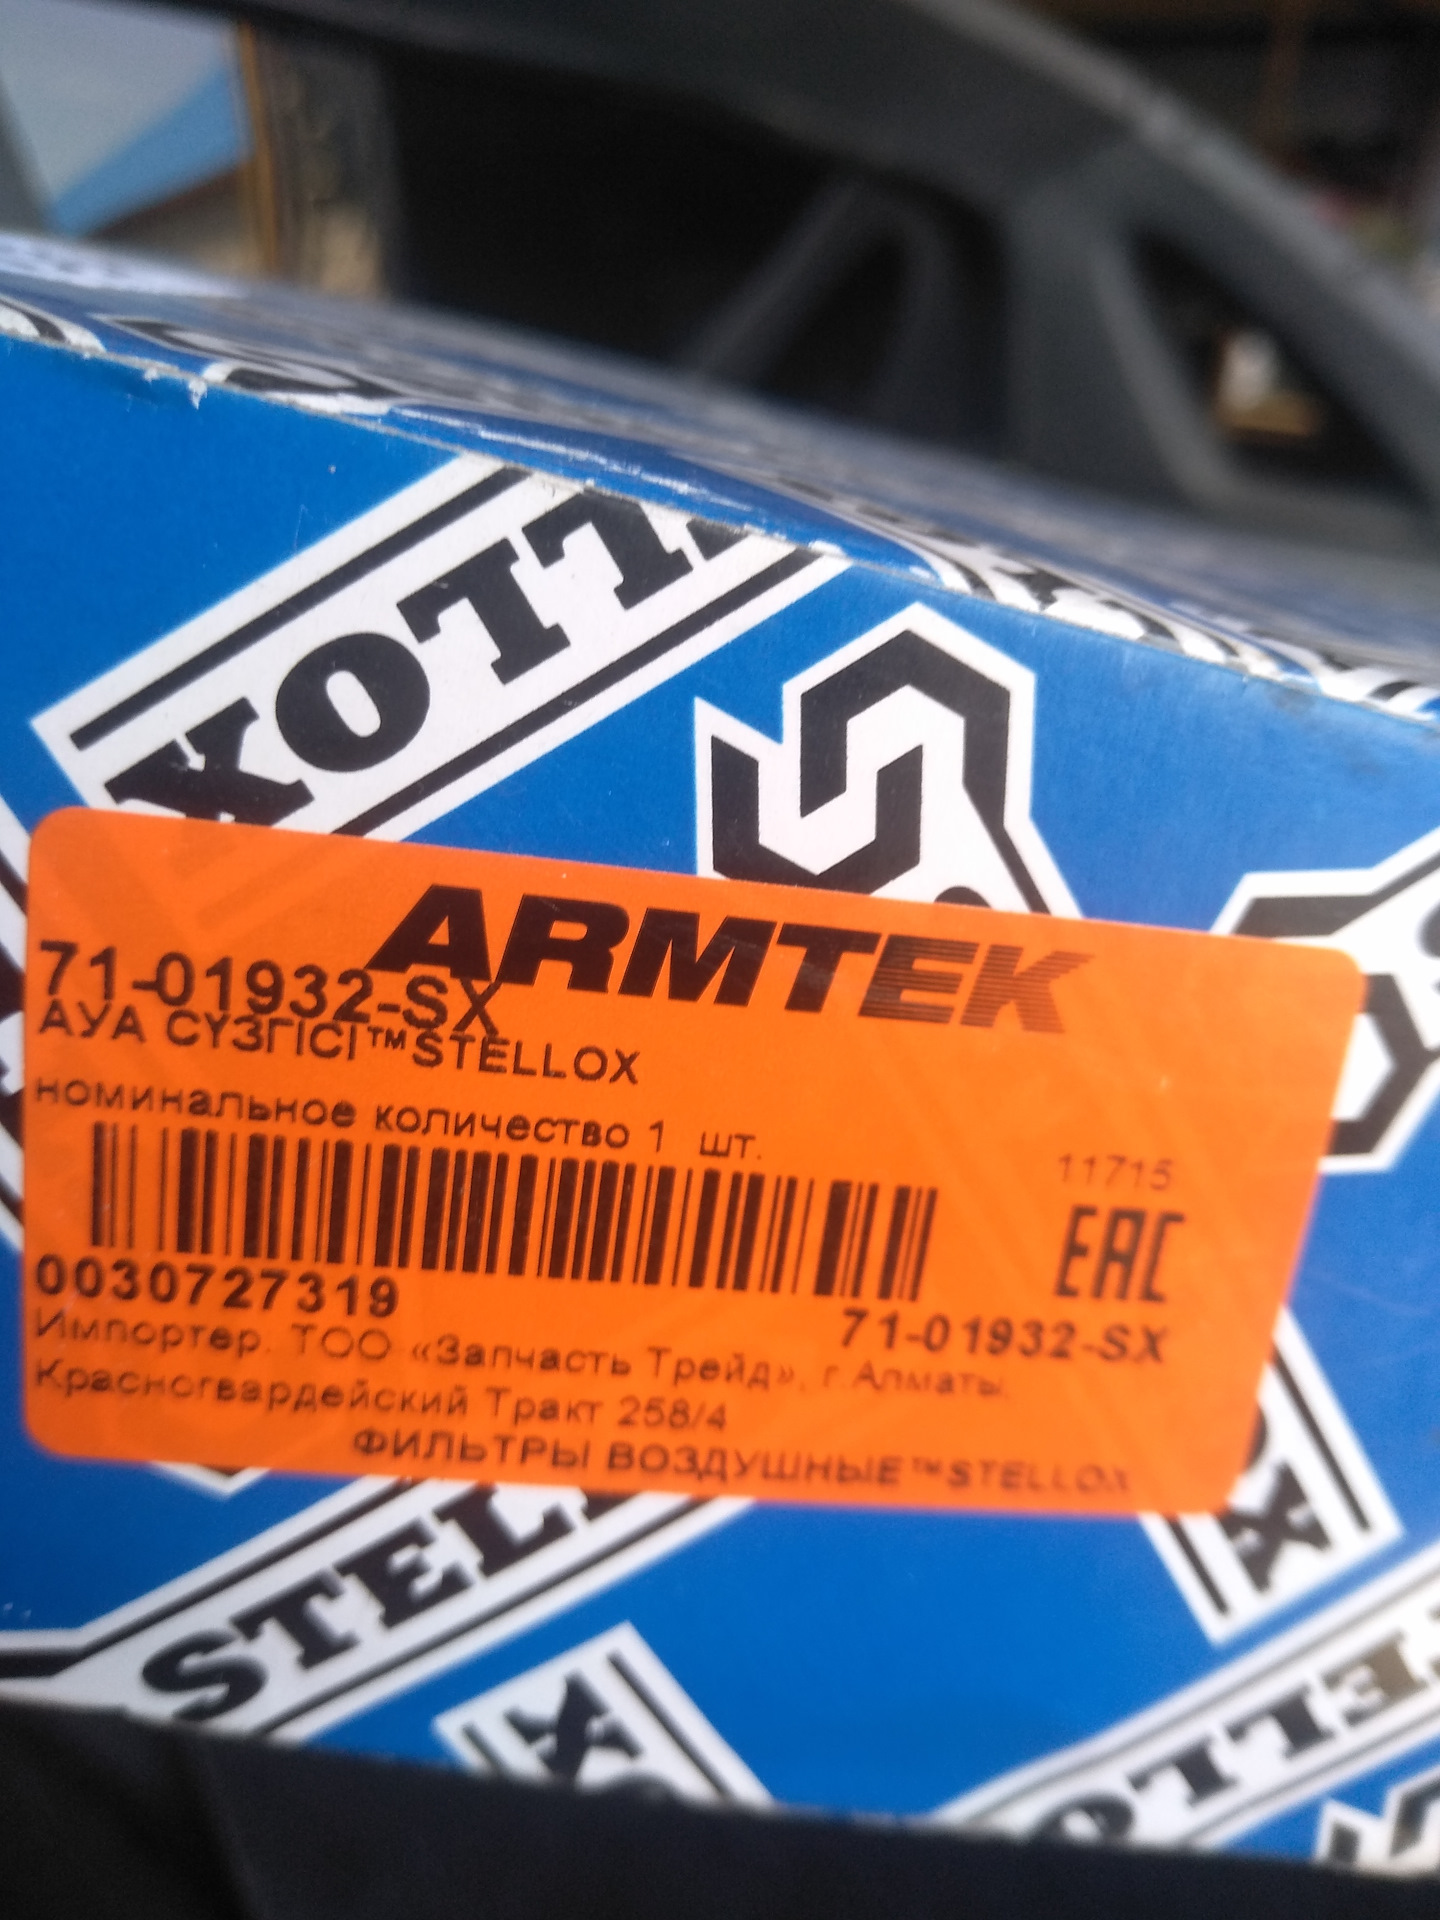 ARMTEK
71-01932-SX
АУА СҮЗГІСІ™STELLOX
номинальное количество 1 шт.
11715
EAC
0030727319
71-01932-SX
Импортер: ТОО «Запчасть Трейд», г.Алматы,
Красногвардейский Тракт 258/4
ФИЛЬТРЫ ВОЗДУШНЫЕ™STELLOX
STELL